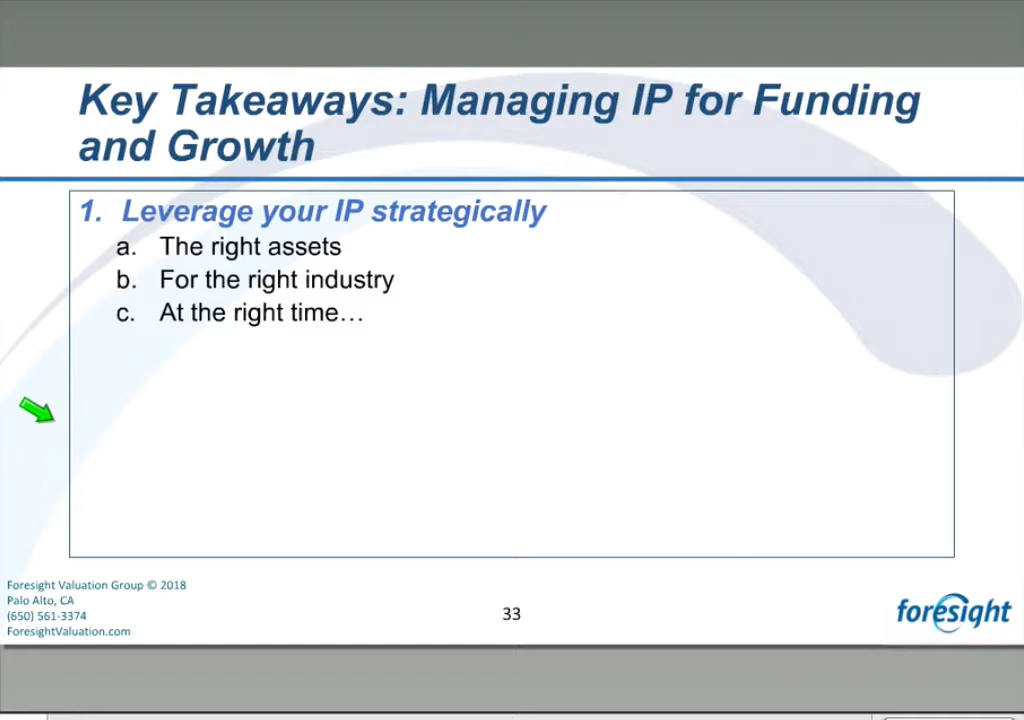 Key Takeaways: Managing IP for Funding
and Growth
1. Leverage your IP strategically
a. The right assets
b. For the right industry
c. At the right time…
Foresight Valuation Group © 2018
Palo Alto, CA
(650) 561-3374
ForesightValuation.com
33
foresight